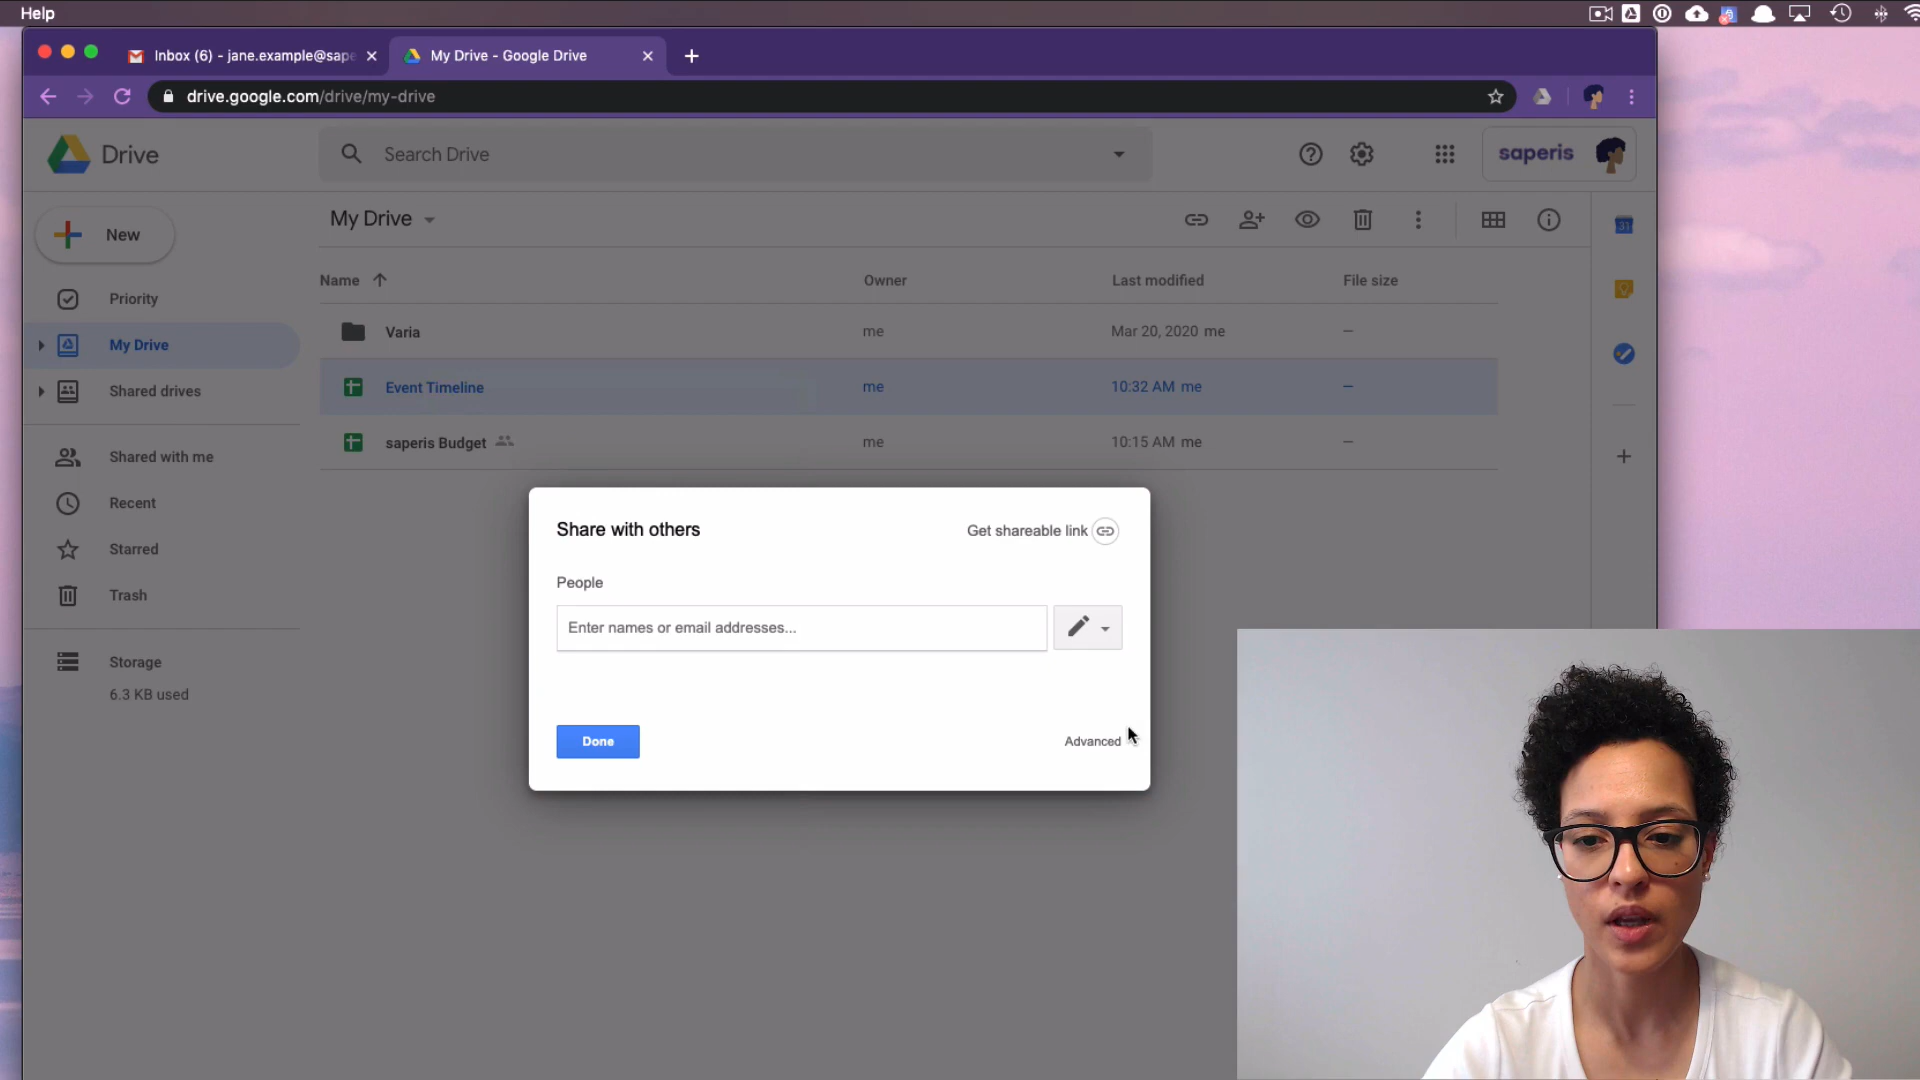 Help
Inbox (6) - jane.example@sape
My Drive - Google Drive
drive.google.com/drive/my-drive
Drive
Search Drive
saperis
New
My Drive
Name
Owner
Last modified
File size
Priority
Varia
me
Mar 20, 2020 me
–
My Drive
Event Timeline
me
10:32 AM me
–
Shared drives
saperis Budget
me
10:15 AM me
–
Shared with me
Recent
Starred
Trash
Storage
6.3 KB used
31
Share with others
Get shareable link
People
Enter names or email addresses...
Done
Advanced